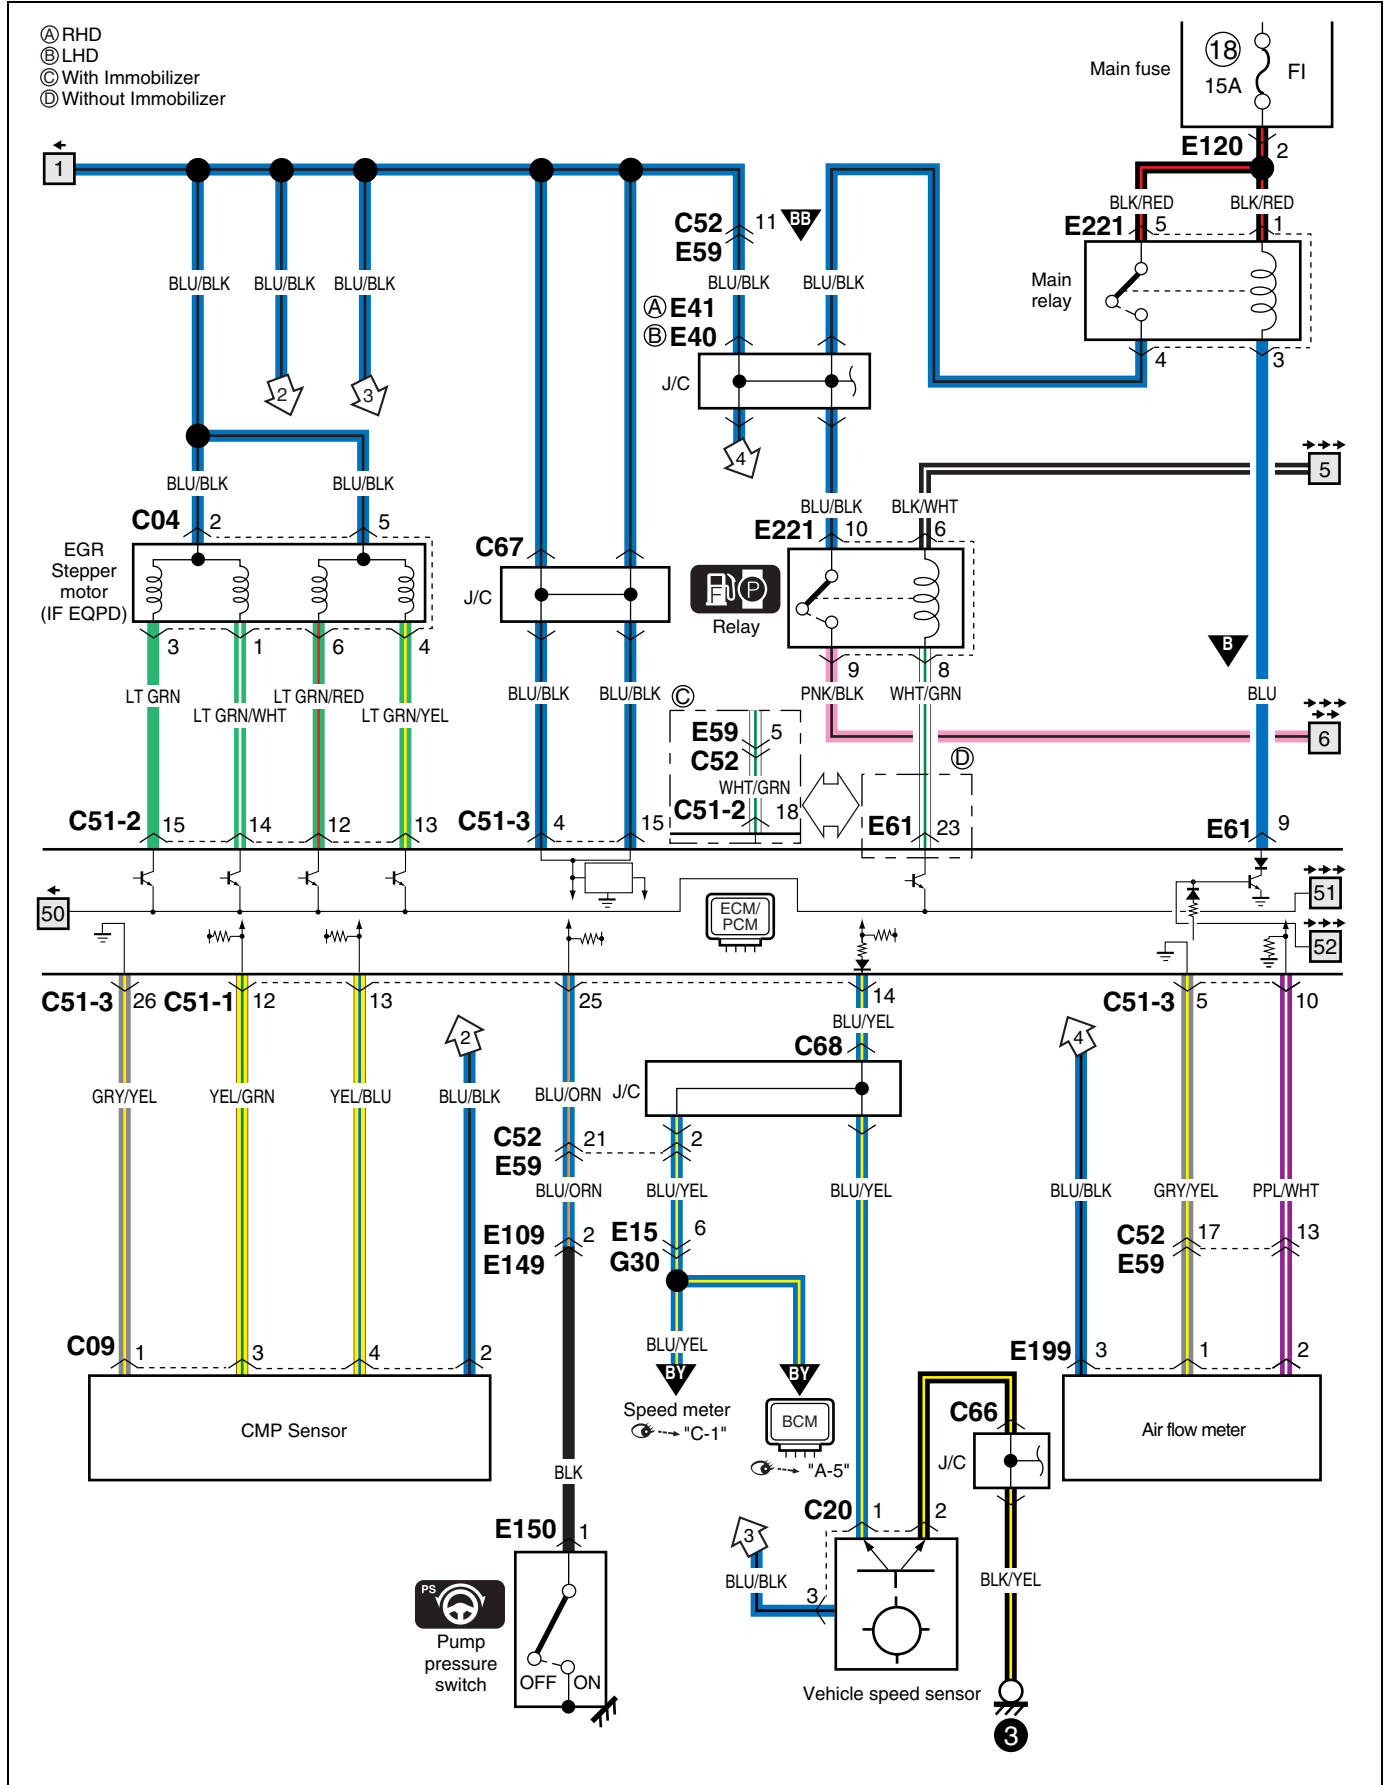 Ⓐ RHD
Ⓑ LHD
Ⓒ With Immobilizer
Ⓓ Without Immobilizer
Main fuse
18
15A
FI
E120 2
1
BLK/RED BLK/RED
C52 11 BB
E59
E221 5 1
BLU/BLK BLU/BLK BLU/BLK BLU/BLK BLU/BLK
Main
relay
Ⓐ E41
Ⓑ E40
4 3
J/C
2 3
4
5
BLU/BLK BLU/BLK
BLU/BLK BLK/WHT
C04 2 5
E221 10 6
EGR
Stepper
motor
(IF EQPD)
C67
J/C
F P
Relay
3 1 6 4
9 8
B
LT GRN LT GRN/RED
BLU/BLK BLU/BLK Ⓒ PNK/BLK WHT/GRN BLU
LT GRN/WHT LT GRN/YEL
E59 5
C52
6
Ⓓ
WHT/GRN
C51-2 15 14 12 13
C51-3 4 15
C51-2 18
E61 23
E61 9
50
ECM/
PCM
51
52
C51-3 26 C51-1 12 13 25 14
C51-3 5 10
BLU/YEL
2 C68 4
GRY/YEL YEL/GRN YEL/BLU BLU/BLK BLU/ORN J/C
C52 21 2
E59
BLU/ORN BLU/YEL BLU/YEL BLU/BLK GRY/YEL PPL/WHT
E109 2
E149
E15 6
G30
C52 17 13
E59
BLU/YEL
C09 1 3 4 2
E199 3 1 2
BY BY
CMP Sensor
Speed meter
"C-1"
BCM
"A-5"
C66
J/C
Air flow meter
BLK
E150 1
C20 1 2
3
BLU/BLK
3
BLK/YEL
PS
Pump
pressure
switch
OFF ON
Vehicle speed sensor
3